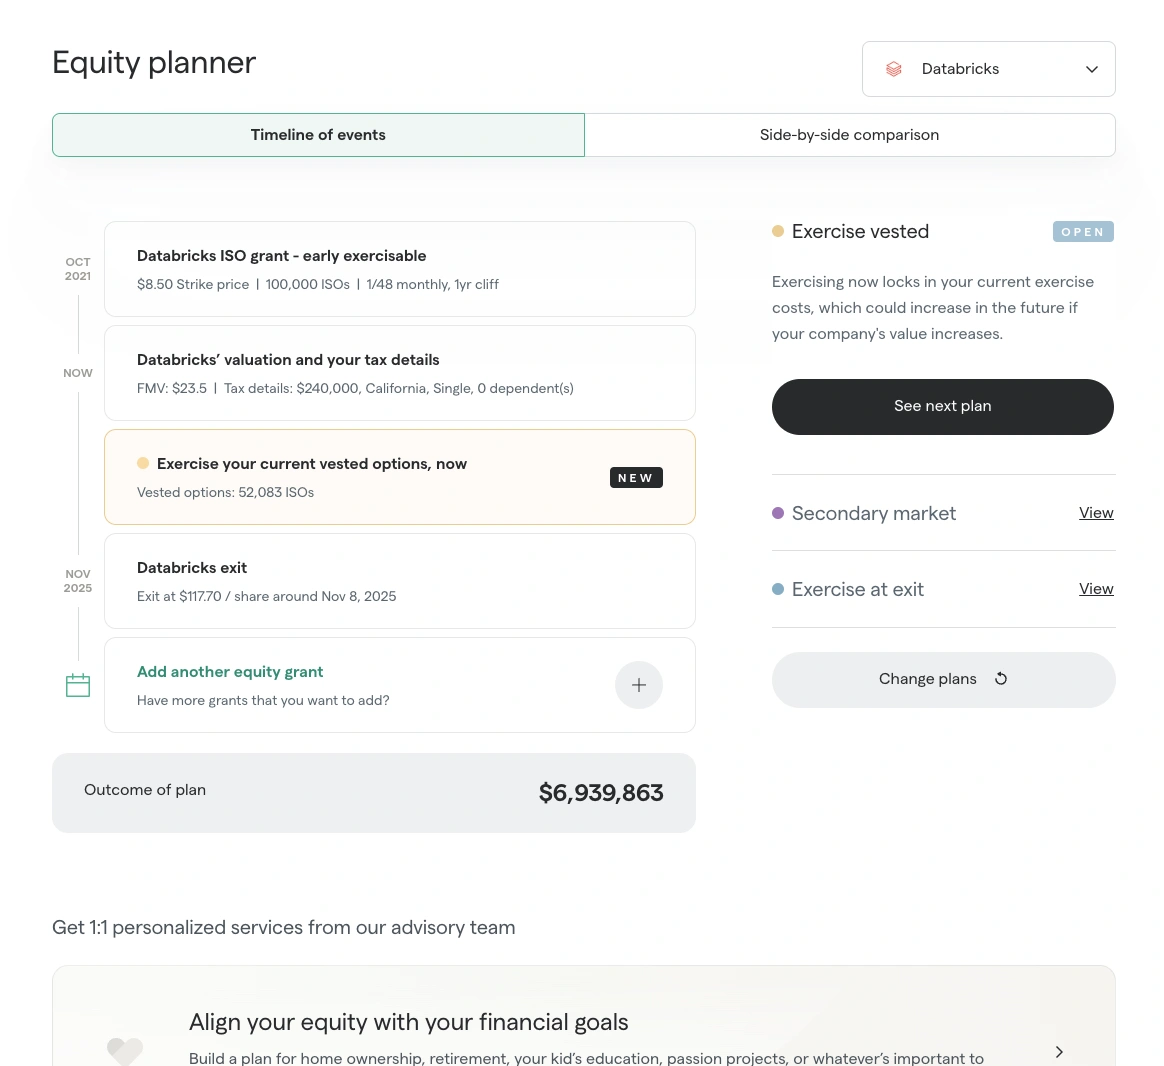 Equity planner
Databricks
Timeline of events
Side-by-side comparison
OCT
2021
Databricks ISO grant - early exercisable
$8.50 Strike price | 100,000 ISOs | 1/48 monthly, 1yr cliff
NOW
Databricks’ valuation and your tax details
FMV: $23.5 | Tax details: $240,000, California, Single, 0 dependent(s)
Exercise your current vested options, now
Vested options: 52,083 ISOs
NEW
NOV
2025
Databricks exit
Exit at $117.70 / share around Nov 8, 2025
Add another equity grant
Have more grants that you want to add?
Outcome of plan
$6,939,863
Exercise vested
OPEN
Exercising now locks in your current exercise
costs, which could increase in the future if
your company's value increases.
See next plan
Secondary market
View
Exercise at exit
View
Change plans
Get 1:1 personalized services from our advisory team
Align your equity with your financial goals
Build a plan for home ownership, retirement, your kid’s education, passion projects, or whatever’s important to